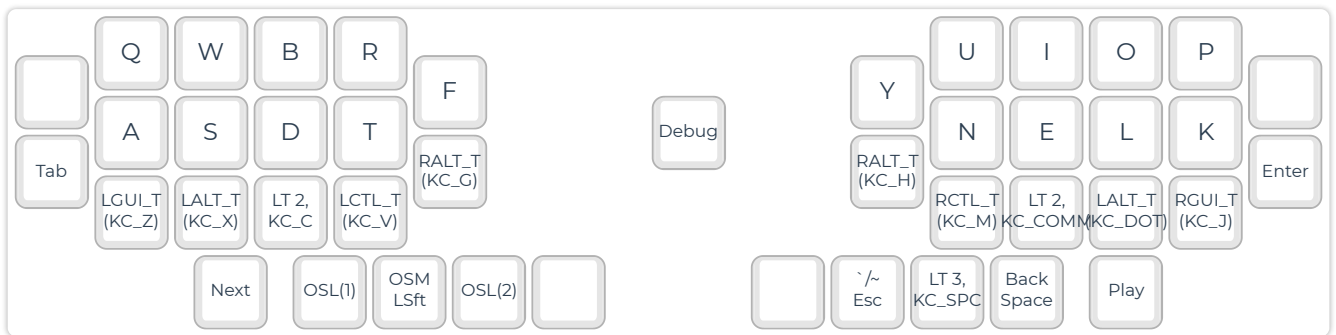 Q
W
B
R
F
Y
U
I
O
P
A
S
D
T
Debug
N
E
L
K
Tab
RALT_T
(KC_G)
RALT_T
(KC_H)
Enter
LGUI_T
(KC_Z)
LALT_T
(KC_X)
LT 2,
KC_C
LCTL_T
(KC_V)
RCTL_T
(KC_M)
LT 2,
KC_COMM
LALT_T
(KC_DOT)
RGUI_T
(KC_J)
Next
OSL(1)
OSM
LSft
OSL(2)
`/~
Esc
LT 3,
KC_SPC
Back
Space
Play